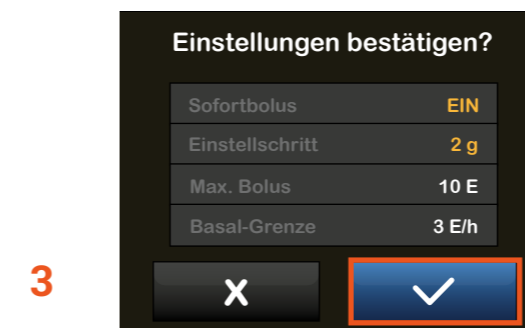 Einstellungen bestätigen?
Sofortbolus EIN
Einstellschritt 2 g
Max. Bolus 10 E
Basal-Grenze 3 E/h
3